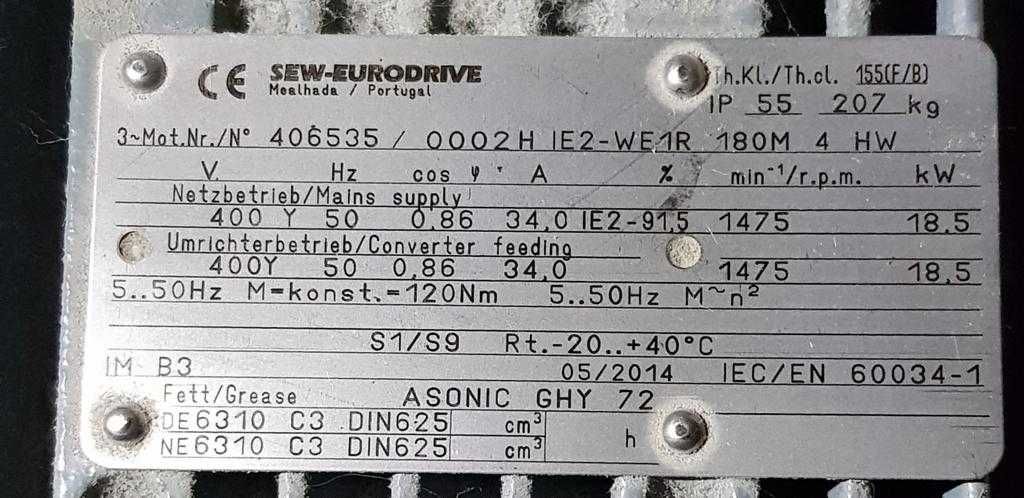 CE SEW-EURODRIVE Th.Kl./Th.cl. 155(F/B)
Mealhada / Portugal IP 55 207 kg
3~Mot.Nr./N° 406535 / 0002H IE2-WE1R 180M 4 HW
V Hz cos φ A % min⁻¹/r.p.m. kW
Netzbetrieb/Mains supply
400 Y 50 0,86 34,0 IE2-91,5 1475 18,5
Umrichterbetrieb/Converter feeding
400Y 50 0,86 34,0 1475 18,5
5..50Hz M=konst.=120Nm 5..50Hz M~n²
S1/S9 Rt.-20..+40°C
IM B3 05/2014 IEC/EN 60034-1
Fett/Grease ASONIC GHY 72
DE6310 C3 DIN625 cm³
NE6310 C3 DIN625 cm³ h